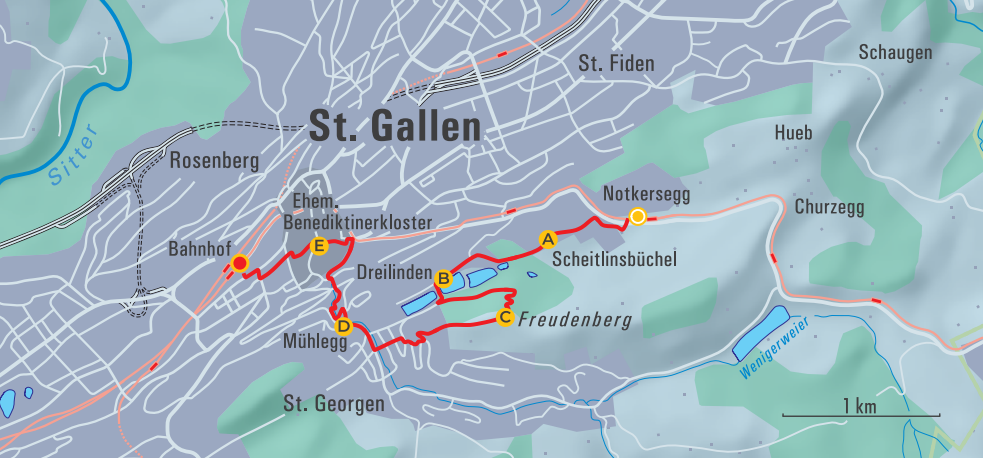 Schaugen
St. Fiden
St. Gallen
Hueb
Sitter
Rosenberg
Notkersegg
Ehem.
Benediktinerkloster
Churzegg
Bahnhof
E
A
Scheitlinsbüchel
Dreilinden
B
C
Freudenberg
D
Mühlegg
Wenigerweier
St. Georgen
1 km